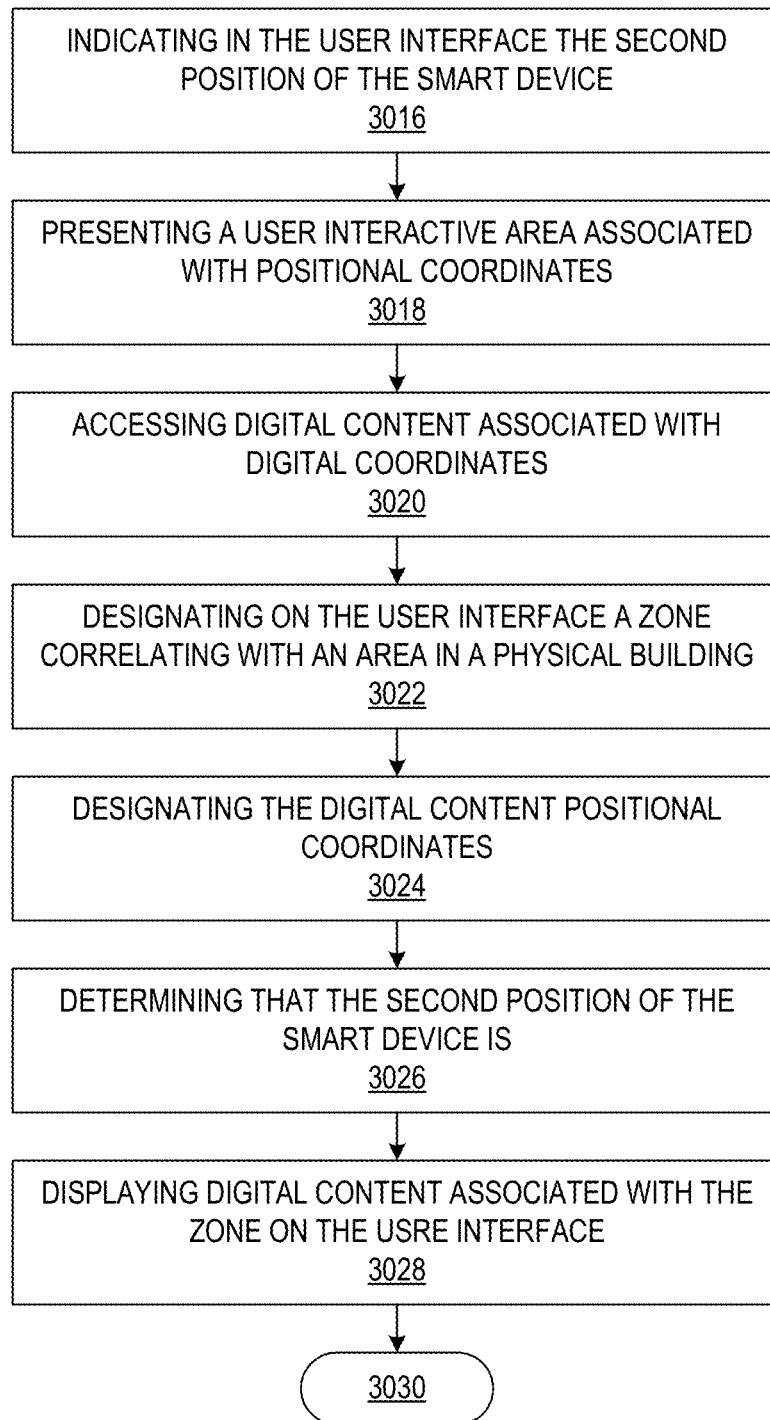 INDICATING IN THE USER INTERFACE THE SECOND
POSITION OF THE SMART DEVICE
3016
PRESENTING A USER INTERACTIVE AREA ASSOCIATED
WITH POSITIONAL COORDINATES
3018
ACCESSING DIGITAL CONTENT ASSOCIATED WITH
DIGITAL COORDINATES
3020
DESIGNATING ON THE USER INTERFACE A ZONE
CORRELATING WITH AN AREA IN A PHYSICAL BUILDING
3022
DESIGNATING THE DIGITAL CONTENT POSITIONAL
COORDINATES
3024
DETERMINING THAT THE SECOND POSITION OF THE
SMART DEVICE IS
3026
DISPLAYING DIGITAL CONTENT ASSOCIATED WITH THE
ZONE ON THE USRE INTERFACE
3028
3030